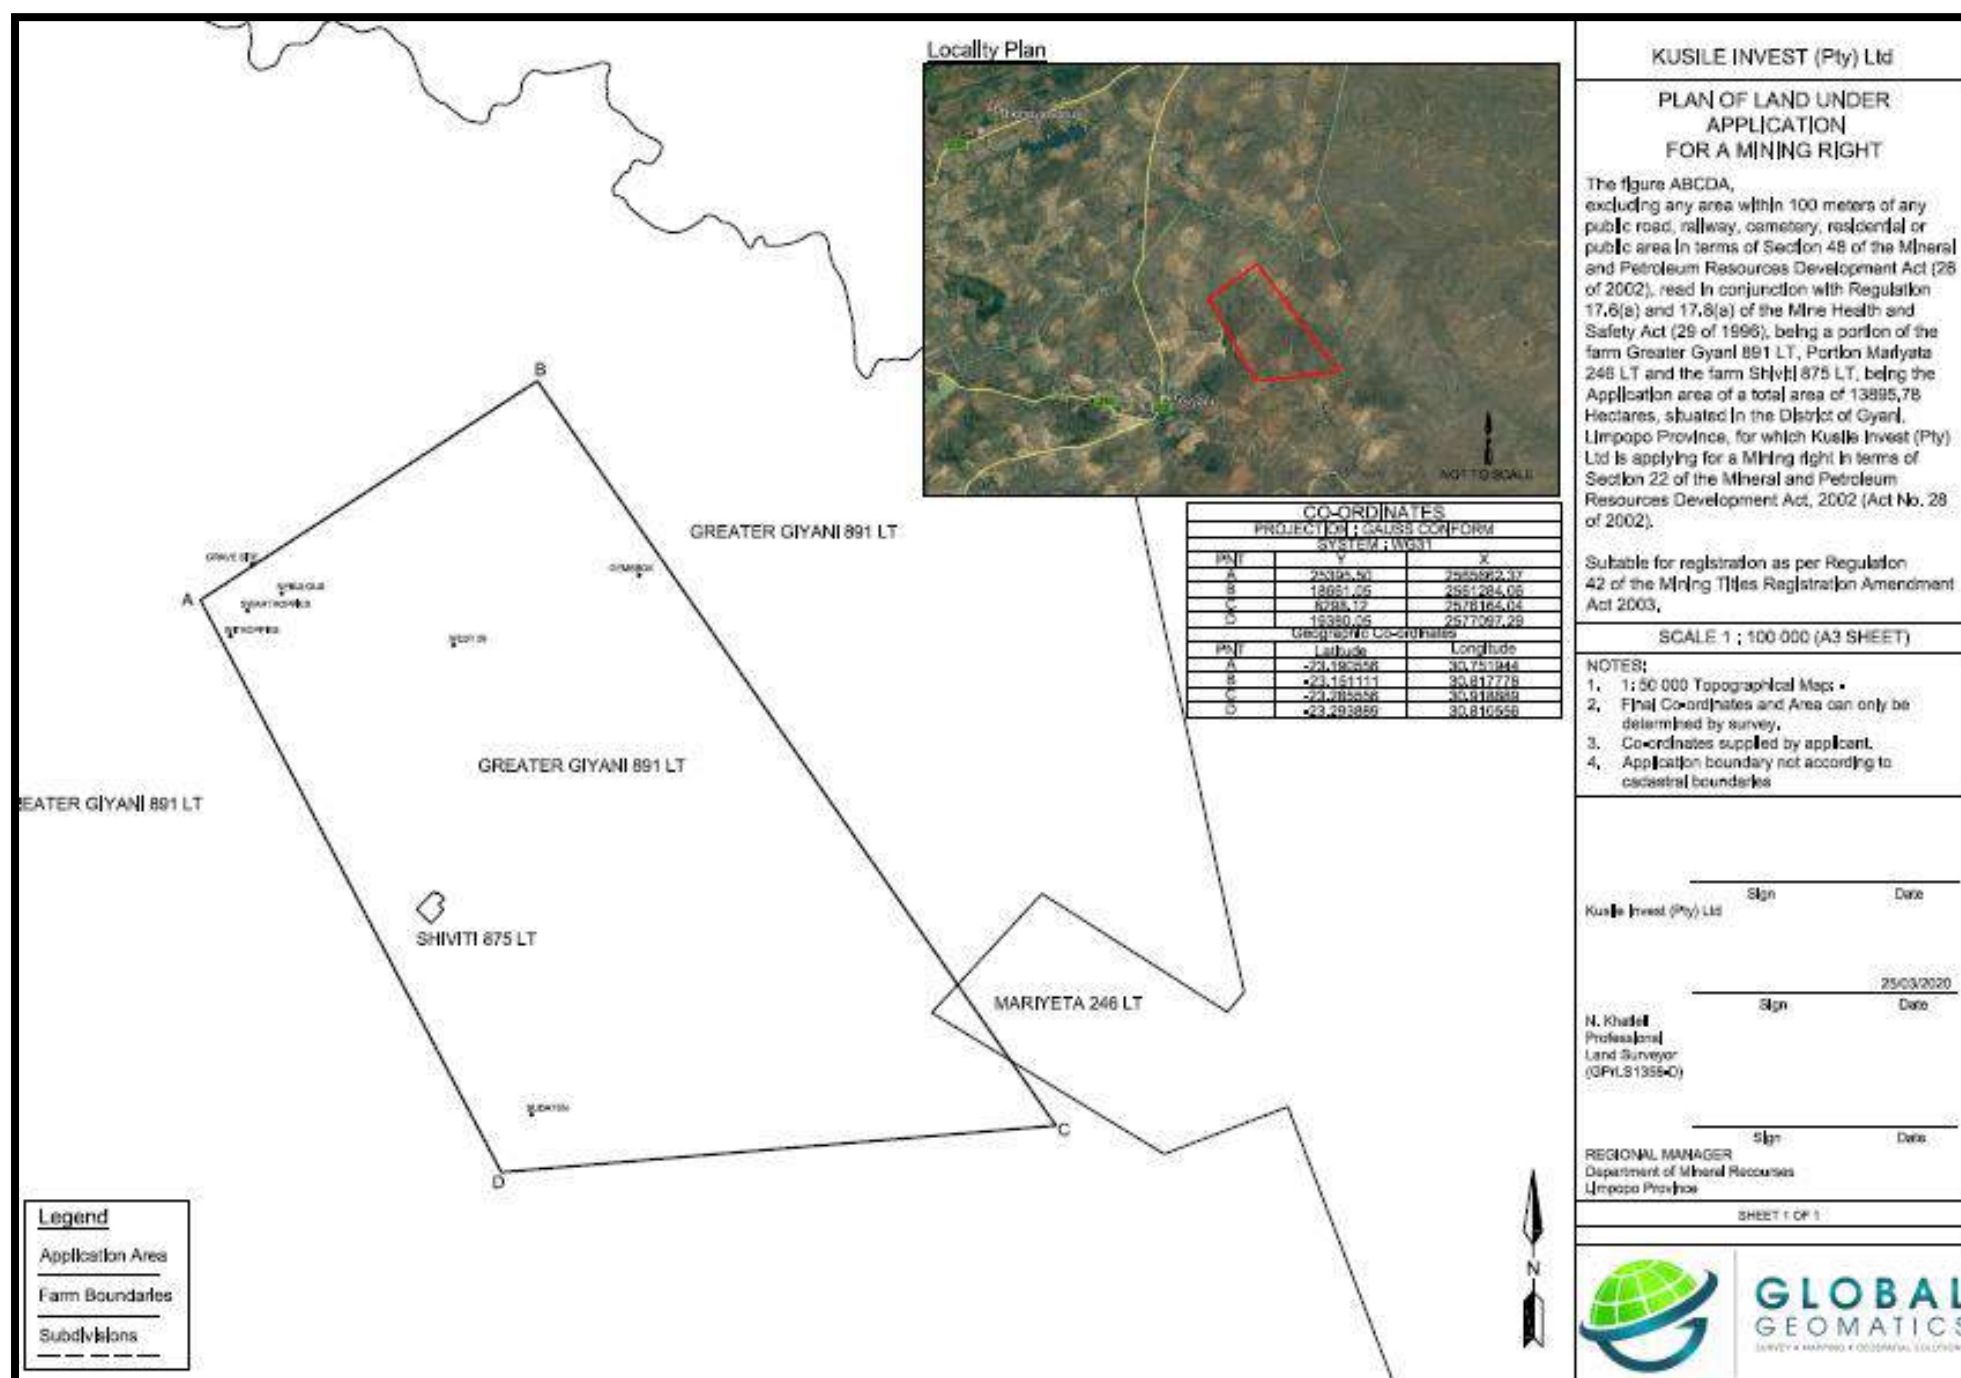 Locality Plan
NOT TO SCALE
B
GREATER GIYANI 891 LT
GRAVE SITE
GEMSBOK
A
GREATER GIYANI 891 LT
EATER GIYANI 891 LT
SHIVITI 875 LT
MARIYETA 246 LT
C
D
CO-ORDINATES
PROJECTION : GAUSS CONFORM
SYSTEM : WG31
PNT Y X
A 25395,50 2565662,37
B 18661,05 2561284,06
C 8298,12 2576164,04
D 19380,05 2577097,29
Geographic Co-ordinates
PNT Latitude Longitude
A -23,190556 30,751944
B -23,151111 30,817778
C -23,285556 30,918889
D -23,293889 30,810556
Legend
Application Area
Farm Boundaries
Subdivisions
N
KUSILE INVEST (Pty) Ltd
PLAN OF LAND UNDER
APPLICATION
FOR A MINING RIGHT
The figure ABCDA,
excluding any area within 100 meters of any
public road, railway, cemetery, residential or
public area in terms of Section 48 of the Mineral
and Petroleum Resources Development Act (28
of 2002), read in conjunction with Regulation
17.6(a) and 17.8(a) of the Mine Health and
Safety Act (29 of 1996), being a portion of the
farm Greater Gyani 891 LT, Portion Mariyata
246 LT and the farm Shiviti 875 LT, being the
Application area of a total area of 13895,78
Hectares, situated in the District of Gyani,
Limpopo Province, for which Kusile Invest (Pty)
Ltd is applying for a Mining right in terms of
Section 22 of the Mineral and Petroleum
Resources Development Act, 2002 (Act No. 28
of 2002).
Suitable for registration as per Regulation
42 of the Mining Titles Registration Amendment
Act 2003.
SCALE 1 : 100 000 (A3 SHEET)
NOTES:
1. 1: 50 000 Topographical Map: -
2. Final Co-ordinates and Area can only be
determined by survey.
3. Co-ordinates supplied by applicant.
4. Application boundary not according to
cadastral boundaries
Sign Date
Kusile Invest (Pty) Ltd
25/03/2020
Sign Date
N. Khatieli
Professional
Land Surveyor
(GPrLS1356-D)
Sign Date
REGIONAL MANAGER
Department of Mineral Recourses
Limpopo Province
SHEET 1 OF 1
GLOBAL
GEOMATICS
SURVEY • MAPPING • GEOSPATIAL SOLUTION